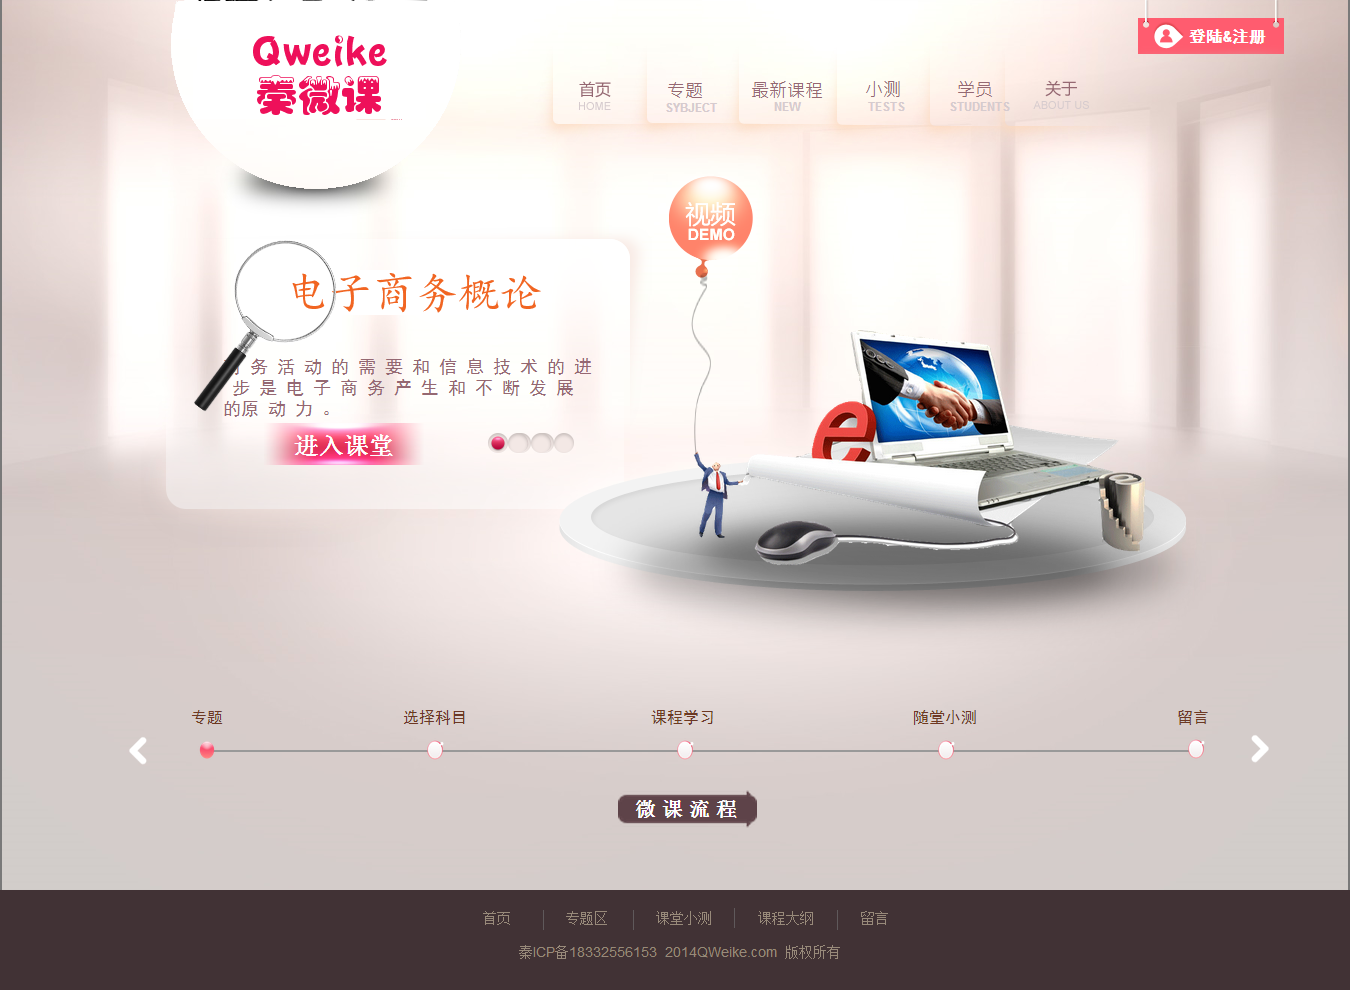 Qweike
秦微课
登陆&注册
首页
HOME
专题
SYBJECT
最新课程
NEW
小测
TESTS
学员
STUDENTS
关于
ABOUT US
视频
DEMO
电子商务概论
务活动的需要和信息技术的进
步是电子商务产生和不断发展
的原动力。
进入课堂
e
专题
选择科目
课程学习
随堂小测
留言
微课流程
首页
专题区
课堂小测
课程大纲
留言
秦ICP备18332556153 2014QWeike.com 版权所有